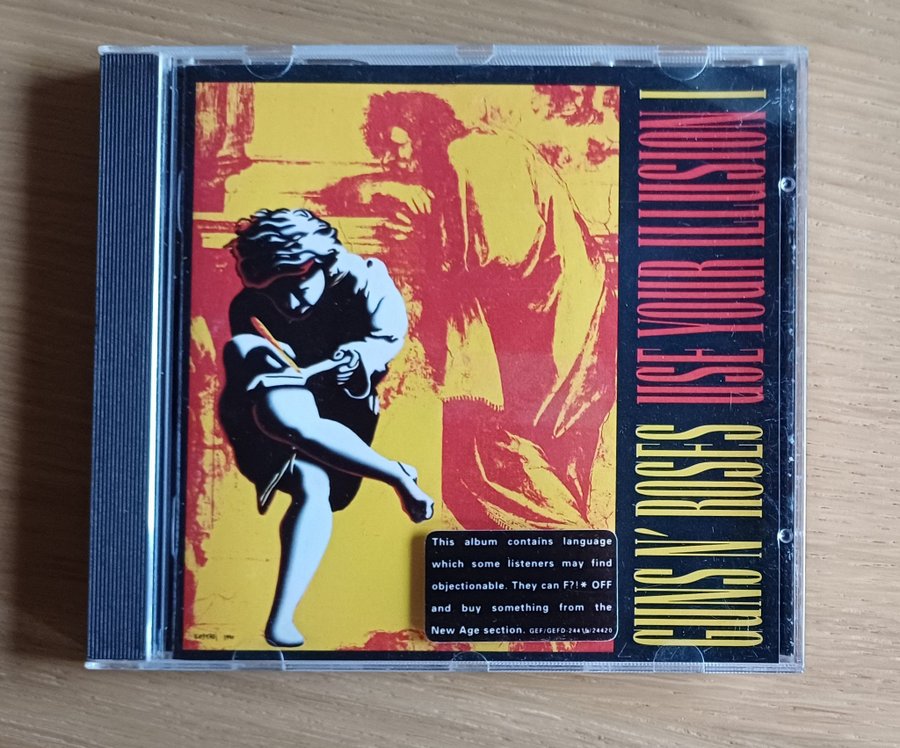 GUNS N' ROSES USE YOUR ILLUSION I
This album contains language
which some listeners may find
objectionable. They can F?!* OFF
and buy something from the
New Age section.